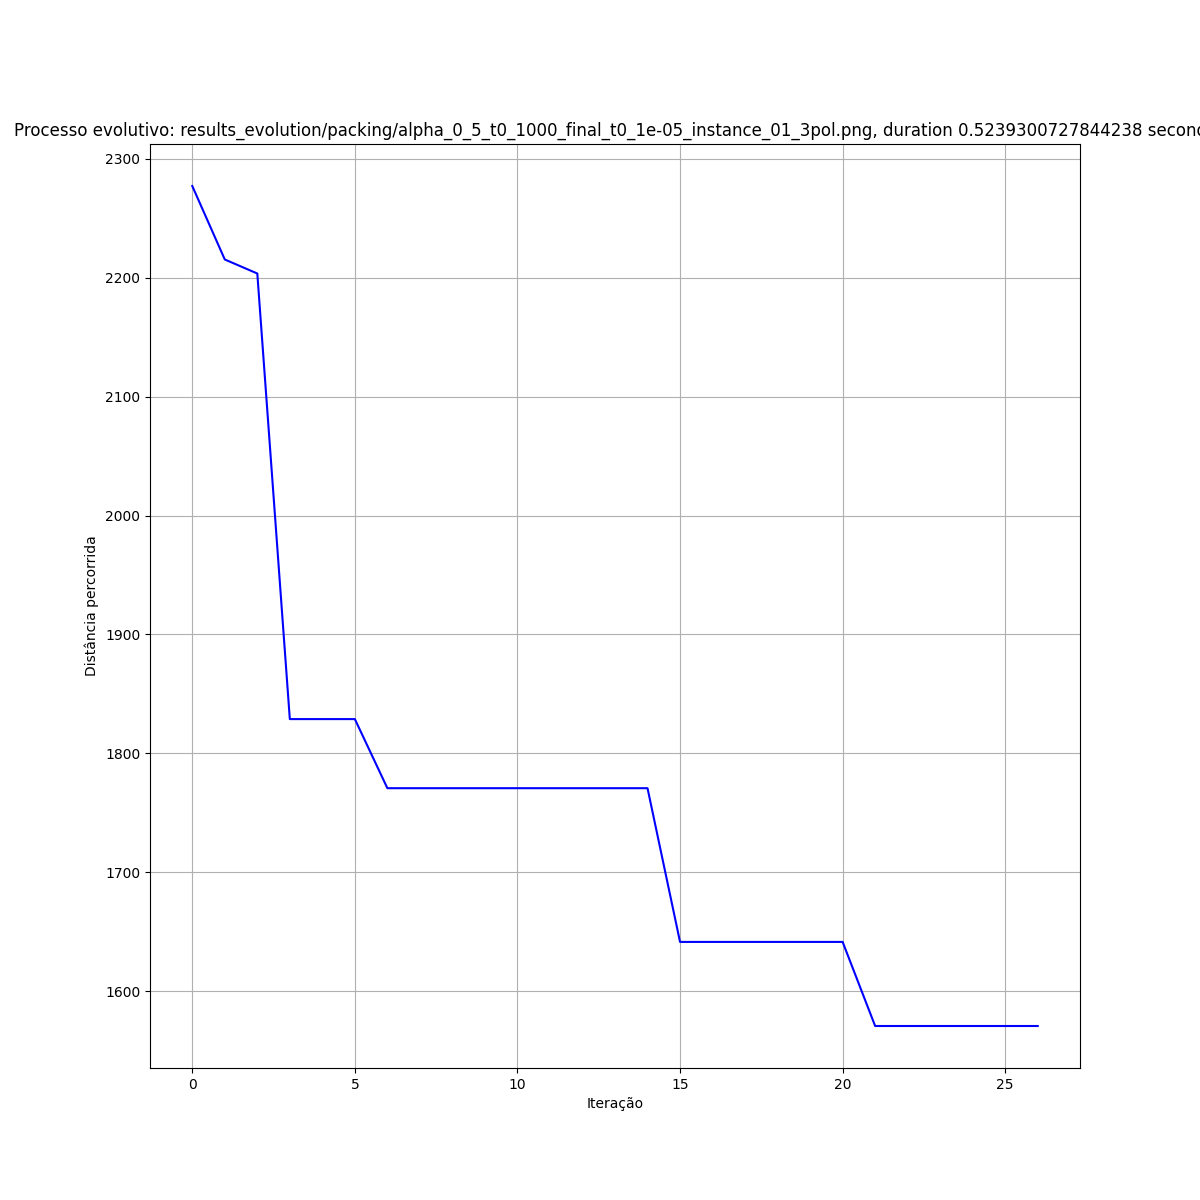 Processo evolutivo: results_evolution/packing/alpha_0_5_t0_1000_final_t0_1e-05_instance_01_3pol.png, duration 0.5239300727844238
2300
2200
2100
2000
1900
1800
1700
1600
Distância percorrida
0 5 10 15 20 25
Iteração